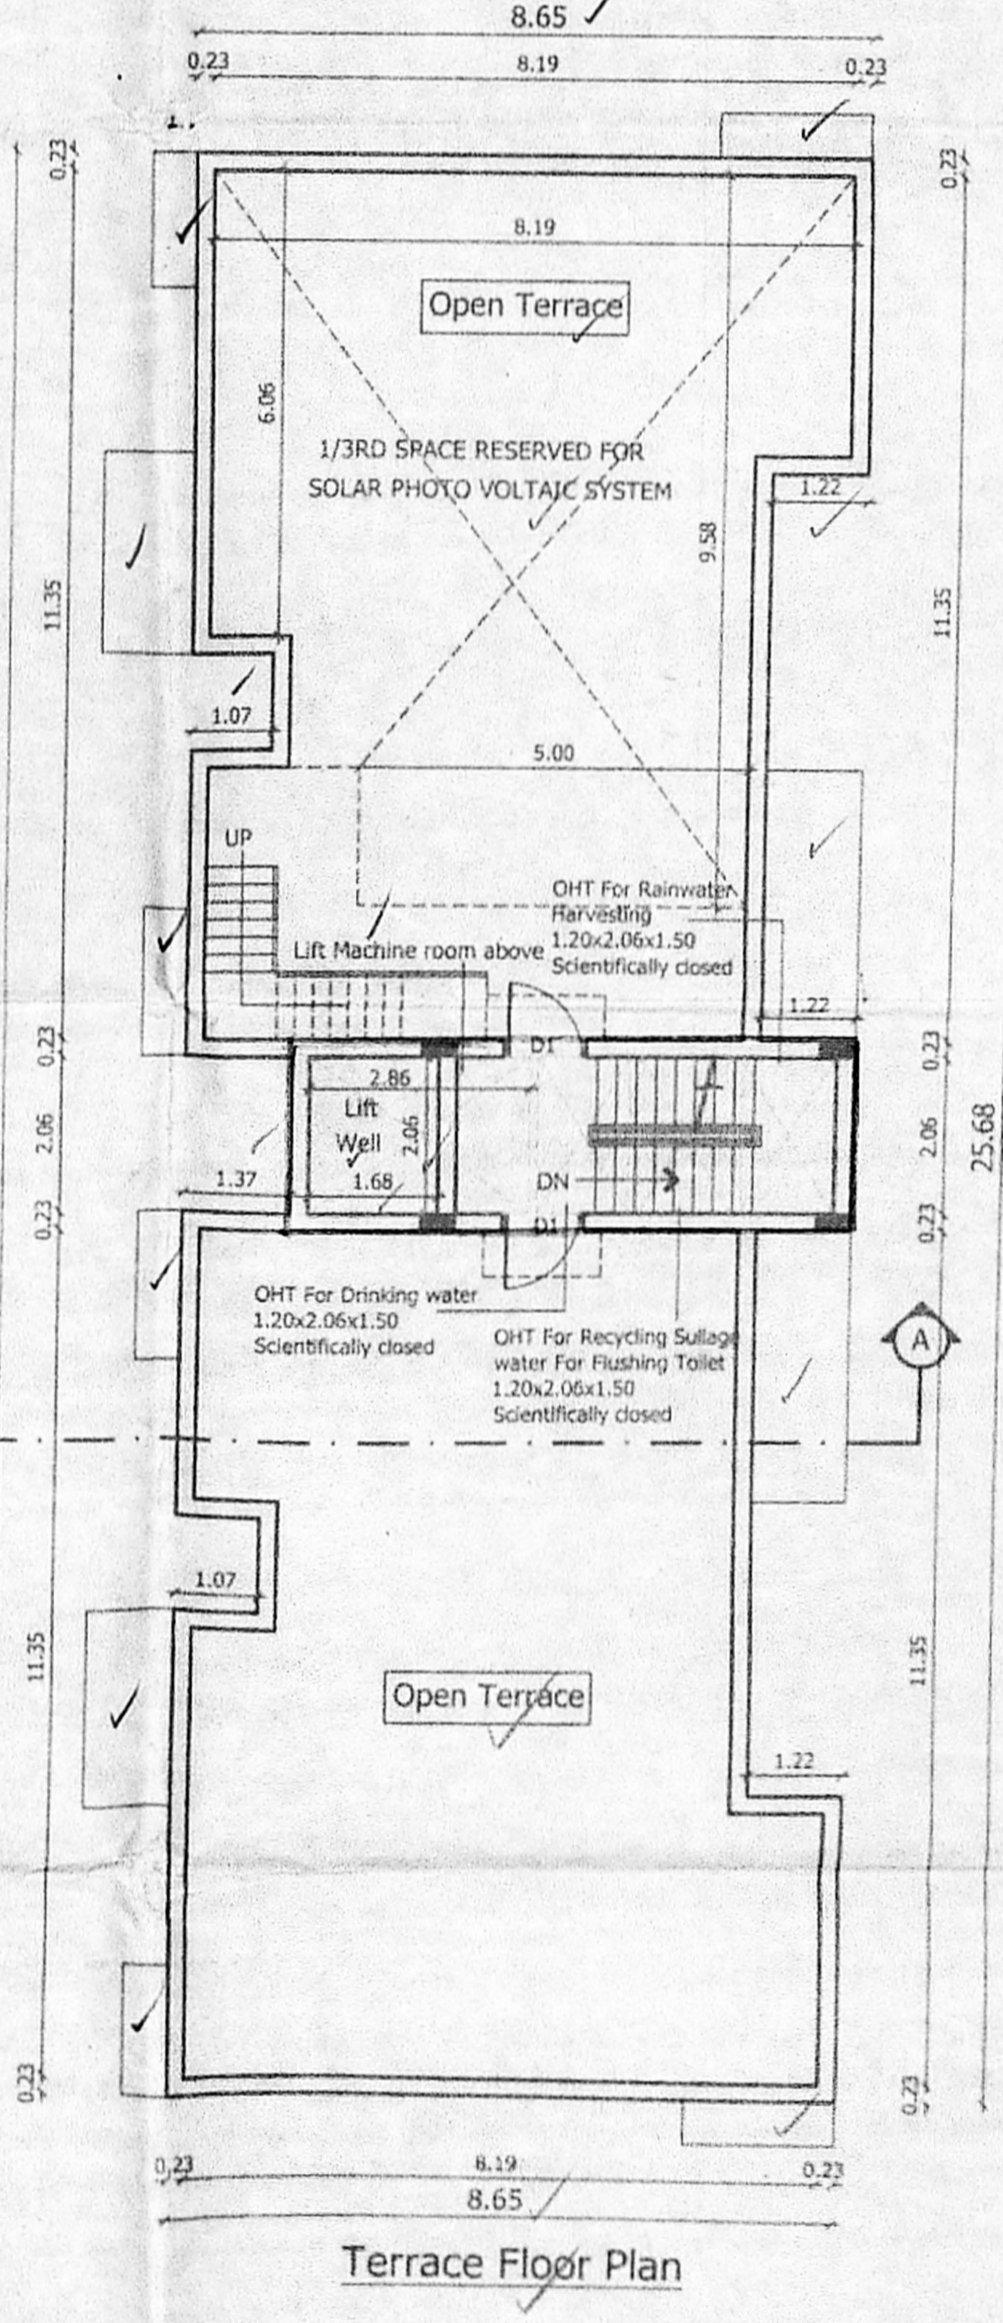 8.65
0.23 8.19 0.23
0.23
0.23
8.19
Open Terrace
6.06
1/3RD SPACE RESERVED FOR
SOLAR PHOTO VOLTAIC SYSTEM
1.22
9.58
11.35
11.35
1.07
5.00
UP
OHT For Rainwater
Harvesting
1.20x2.06x1.50
Scientifically closed
Lift Machine room above
1.22
0.23
0.23
D1
2.86
Lift
Well
2.06
2.06
2.06
25.68
1.37
1.68
DN
0.23
0.23
D1
OHT For Drinking water
1.20x2.06x1.50
Scientifically closed
OHT For Recycling Sullage
water For Flushing Toilet
1.20x2.06x1.50
Scientifically closed
A
1.07
11.35
11.35
Open Terrace
1.22
0.23
0.23
0.23 8.19 0.23
8.65
Terrace Floor Plan